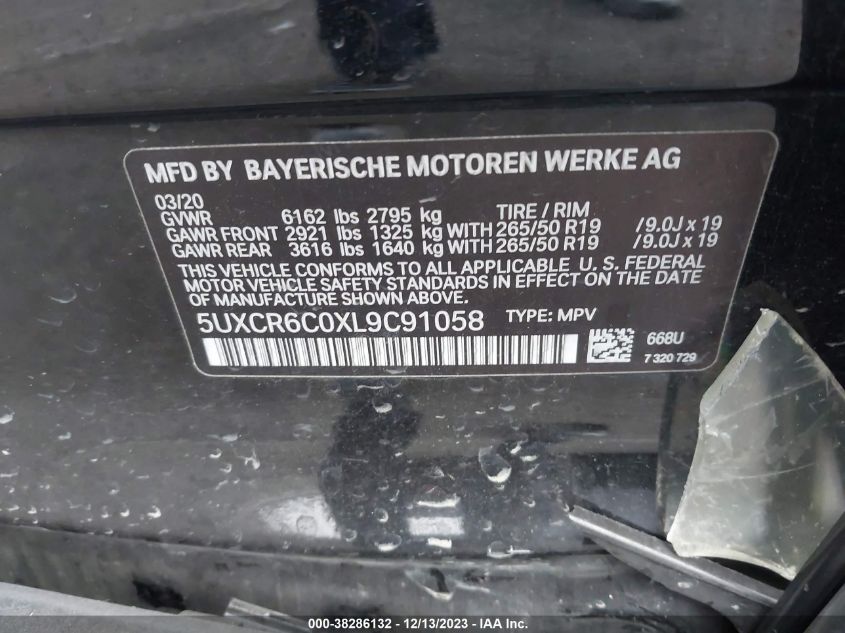 MFD BY BAYERISCHE MOTOREN WERKE AG
03/20
GVWR 6162 lbs 2795 kg TIRE / RIM
GAWR FRONT 2921 lbs 1325 kg WITH 265/50 R19 /9.0J x 19
GAWR REAR 3616 lbs 1640 kg WITH 265/50 R19 /9.0J x 19
THIS VEHICLE CONFORMS TO ALL APPLICABLE U. S. FEDERAL
MOTOR VEHICLE SAFETY STANDARDS IN EFFECT ON THE DATE
OF MANUFACTURE SHOWN ABOVE.
5UXCR6C0XL9C91058 TYPE: MPV
668U
7 320 729
000-38286132 - 12/13/2023 - IAA Inc.